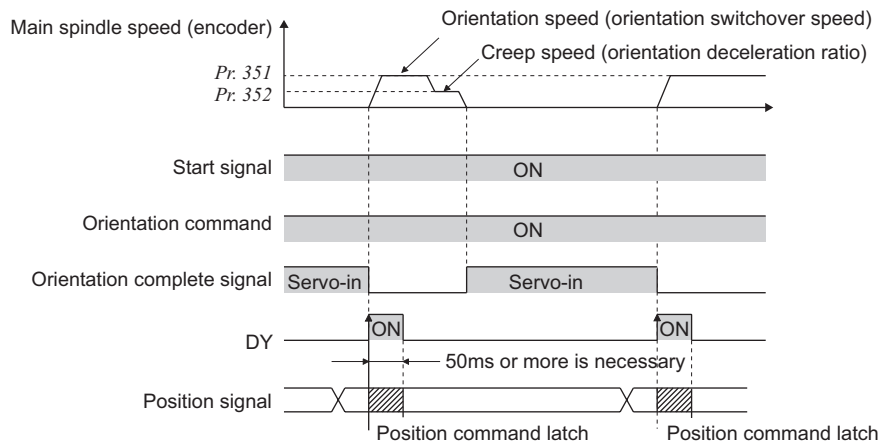 Orientation speed (orientation switchover speed)
Main spindle speed (encoder)
Creep speed (orientation deceleration ratio)
Pr. 351
Pr. 352
Start signal
ON
Orientation command
ON
Orientation complete signal
Servo-in
Servo-in
DY
ON
ON
50ms or more is necessary
Position signal
Position command latch
Position command latch